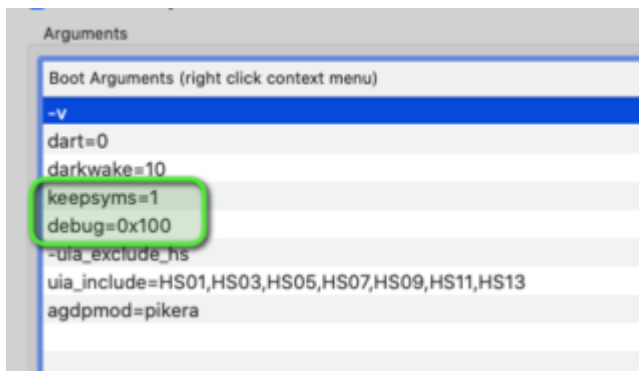 Arguments
Boot Arguments (right click context menu)
-v
dart=0
darkwake=10
keepsyms=1
debug=0x100
-uia_exclude_hs
uia_include=HS01,HS03,HS05,HS07,HS09,HS11,HS13
agdpmod=pikera